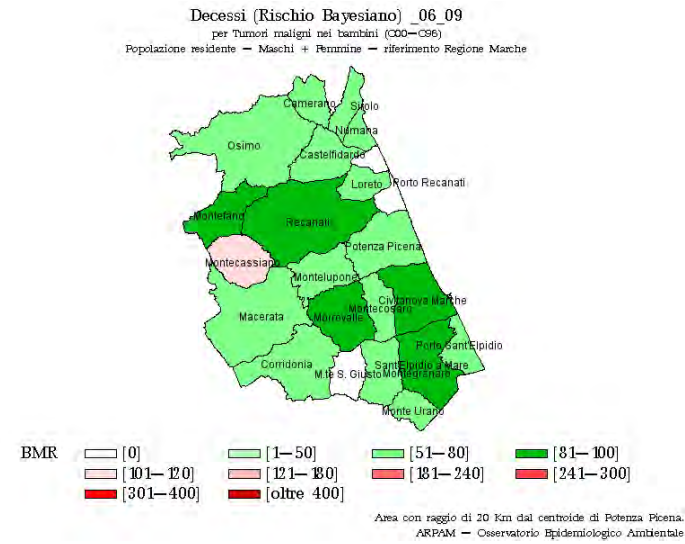 Decessi (Rischio Bayesiano) _06_09
per Tumori maligni nei bambini (C00-C96)
Popolazione residente - Maschi + Femmine - riferimento Regione Marche
Camerano
Sirolo
Numana
Osimo
Castelfidardo
Loreto
Porto Recanati
Montefano
Recanati
Potenza Picena
Montecassiano
Montelupone
Civitanova Marche
Montecosaro
Macerata
Morrovalle
Porto Sant'Elpidio
Corridonia
Sant'Elpidio a Mare
M.te S. Giusto
Montegranaro
Monte Urano
BMR [0] [1-50] [51-80] [81-100]
[101-120] [121-180] [181-240] [241-300]
[301-400] [oltre 400]
Area con raggio di 20 Km dal centroide di Potenza Picena.
ARPAM - Osservatorio Epidemiologico Ambientale